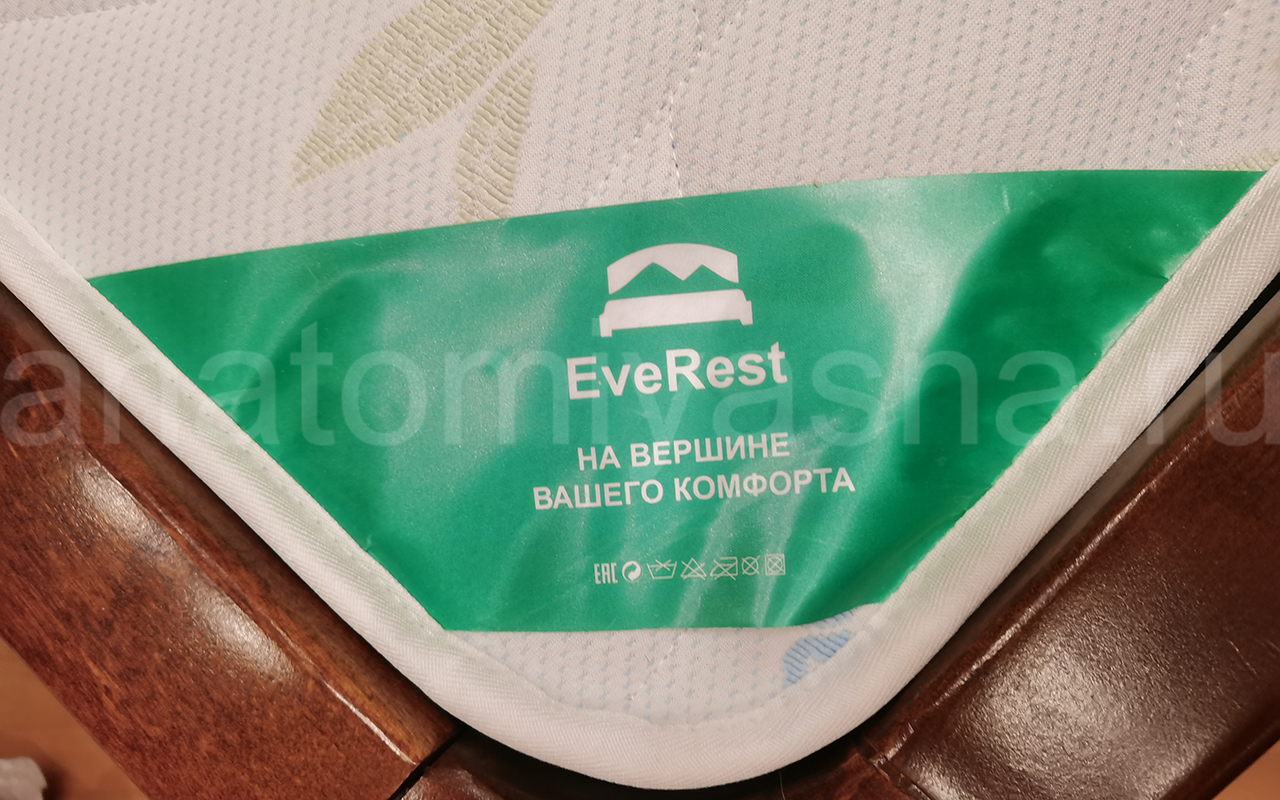 EveRest
НА ВЕРШИНЕ
ВАШЕГО КОМФОРТА
EAC
anatomiyasna.ru